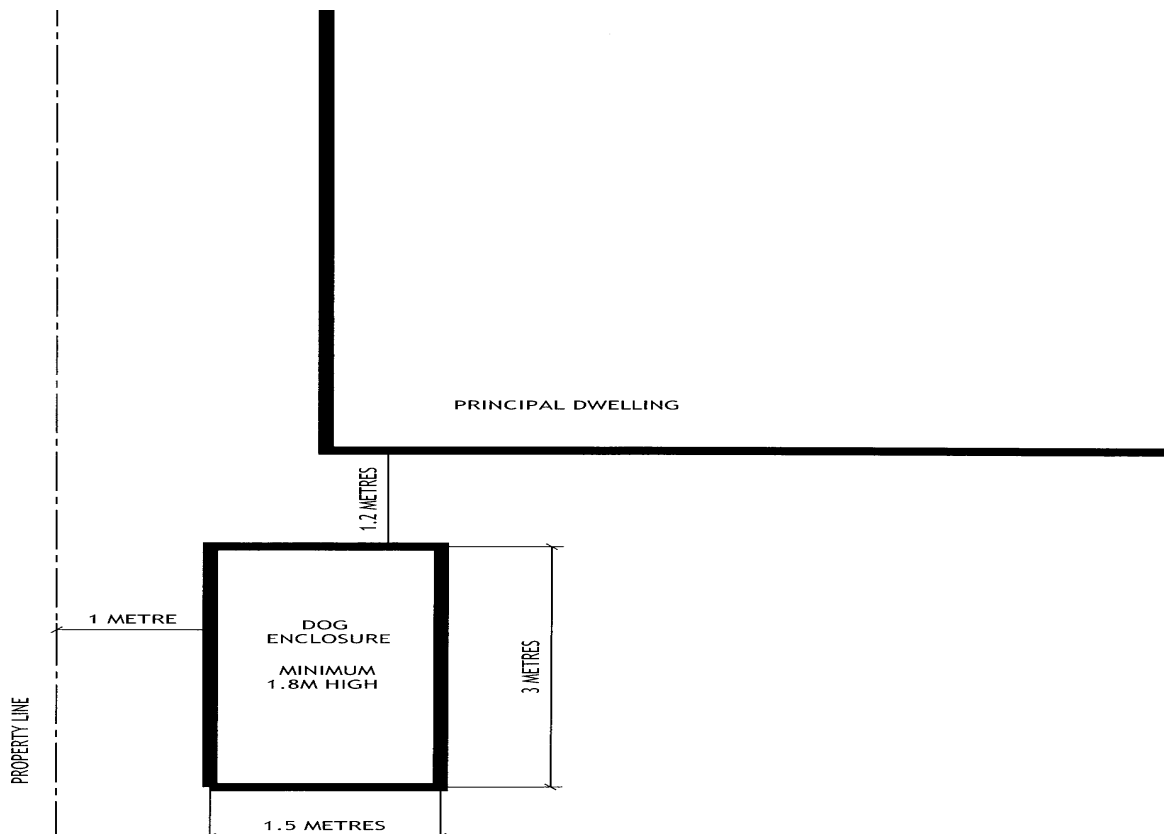 PRINCIPAL DWELLING
1.2 METRES
1 METRE
DOG
ENCLOSURE
MINIMUM
1.8M HIGH
3 METRES
PROPERTY LINE
1.5 METRES